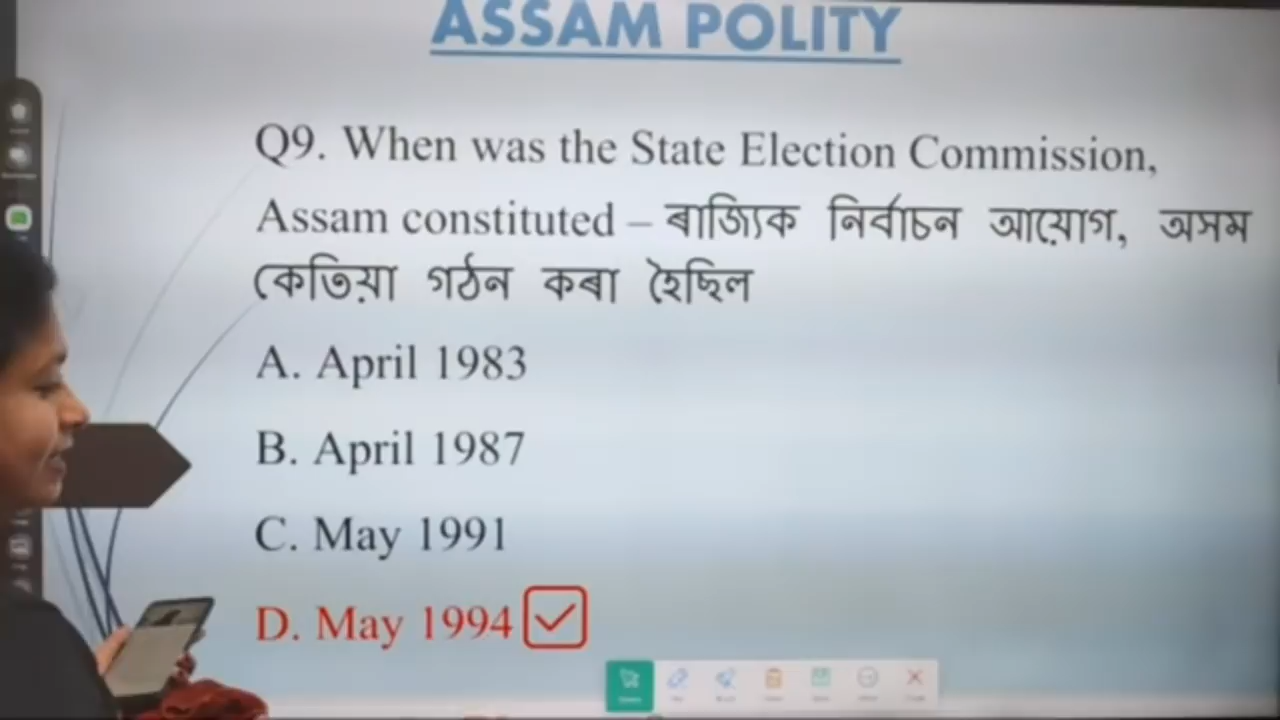 ASSAM POLITY
Q9. When was the State Election Commission,
Assam constituted – ৰাজ্যিক নিৰ্বাচন আয়োগ, অসম
কেতিয়া গঠন কৰা হৈছিল
A. April 1983
B. April 1987
C. May 1991
D. May 1994